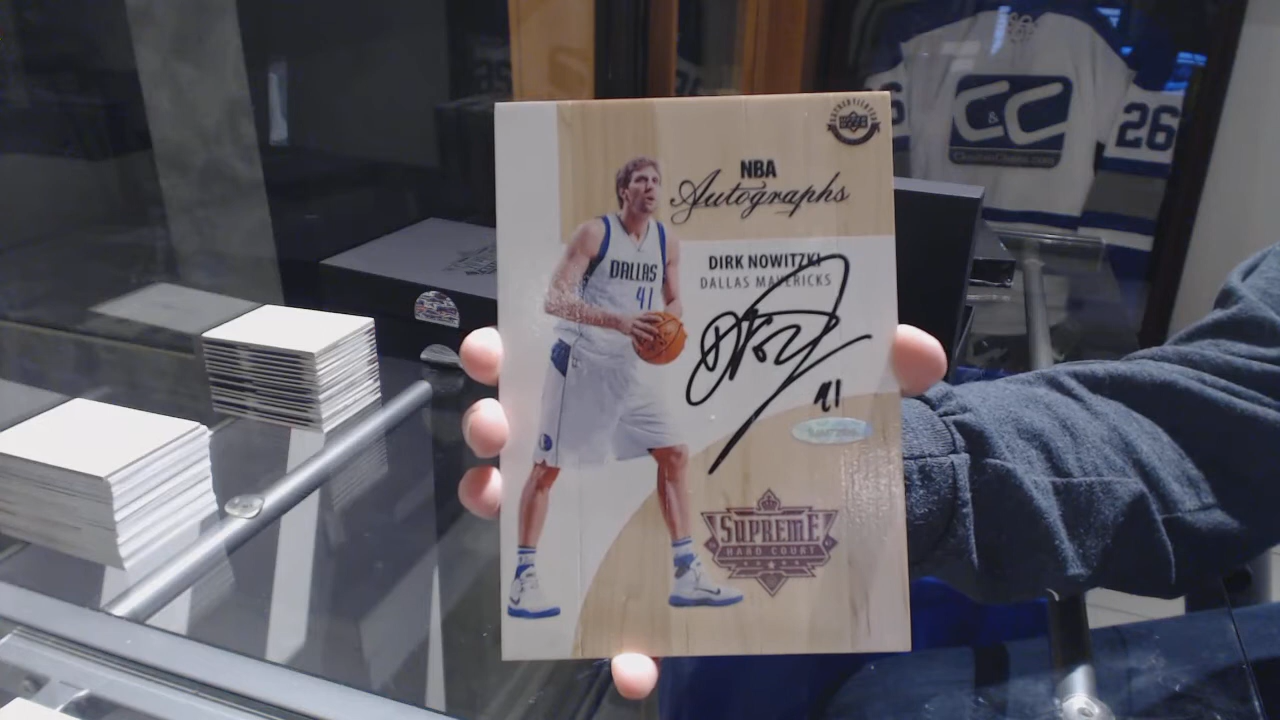 NBA
Autographs
DIRK NOWITZKI
DALLAS MAVERICKS
DALLAS
41
41
SUPREME
HARD COURT
C&C
26